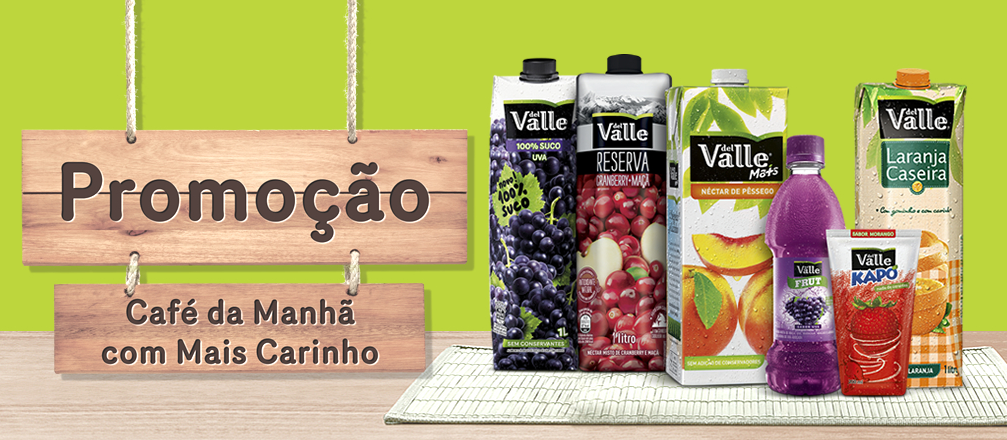 Promoção
Café da Manhã
com Mais Carinho
del Valle
100% SUCO
UVA
100%
SUCO
1L
SEM CONSERVANTES
del Valle
RESERVA
CRANBERRY•MAÇÃ
1 litro
NÉCTAR MISTO DE CRANBERRY E MAÇÃ
del Valle
Mais
NÉCTAR DE PÊSSEGO
SEM ADIÇÃO DE CONSERVADORES
del Valle
FRUT
SABOR MORANGO
del Valle
KAPO
del Valle
Laranja
Caseira
LARANJA